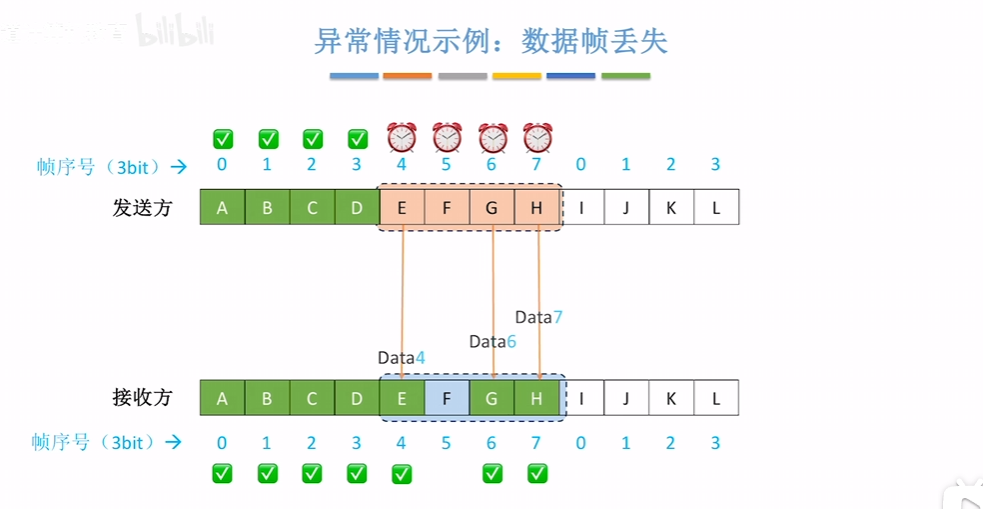 bilibili
异常情况示例：数据帧丢失
帧序号（3bit）→ 0 1 2 3 4 5 6 7 0 1 2 3
发送方 A B C D E F G H I J K L
Data7
Data6
Data4
接收方 A B C D E F G H I J K L
帧序号（3bit）→ 0 1 2 3 4 5 6 7 0 1 2 3